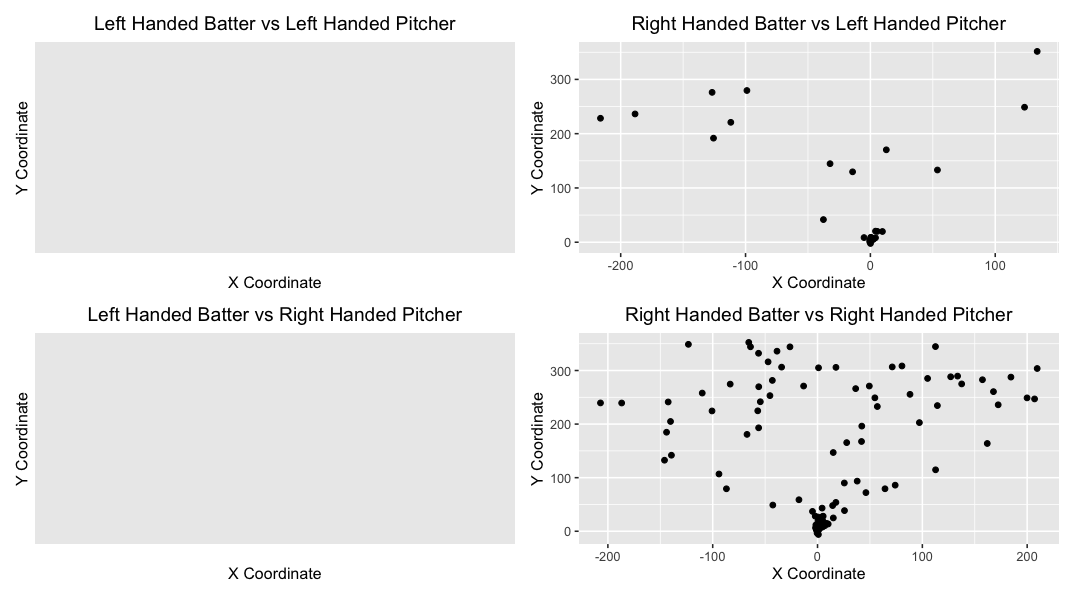 Left Handed Batter vs Left Handed Pitcher
Y Coordinate
X Coordinate
Right Handed Batter vs Left Handed Pitcher
Y Coordinate
300
200
100
0
-200 -100 0 100
X Coordinate
Left Handed Batter vs Right Handed Pitcher
Y Coordinate
X Coordinate
Right Handed Batter vs Right Handed Pitcher
Y Coordinate
300
200
100
0
-200 -100 0 100 200
X Coordinate